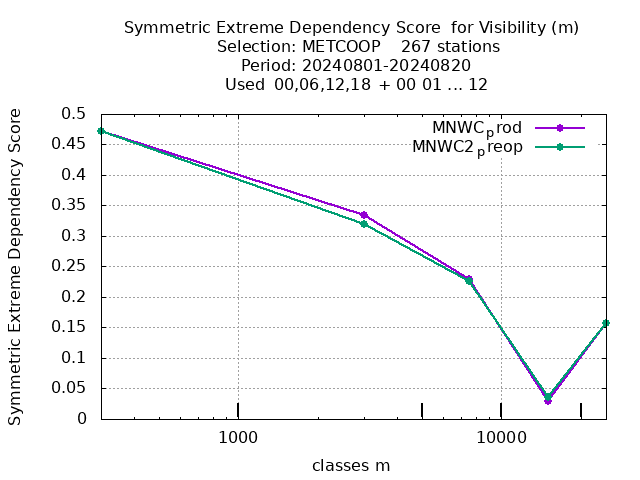 Symmetric Extreme Dependency Score  for Visibility (m)
Selection: METCOOP    267 stations
Period: 20240801-20240820
Used  00,06,12,18 + 00 01 ... 12
Symmetric Extreme Dependency Score
0.5
0.45
0.4
0.35
0.3
0.25
0.2
0.15
0.1
0.05
0
MNWCprod
MNWC2preop
1000
10000
classes m